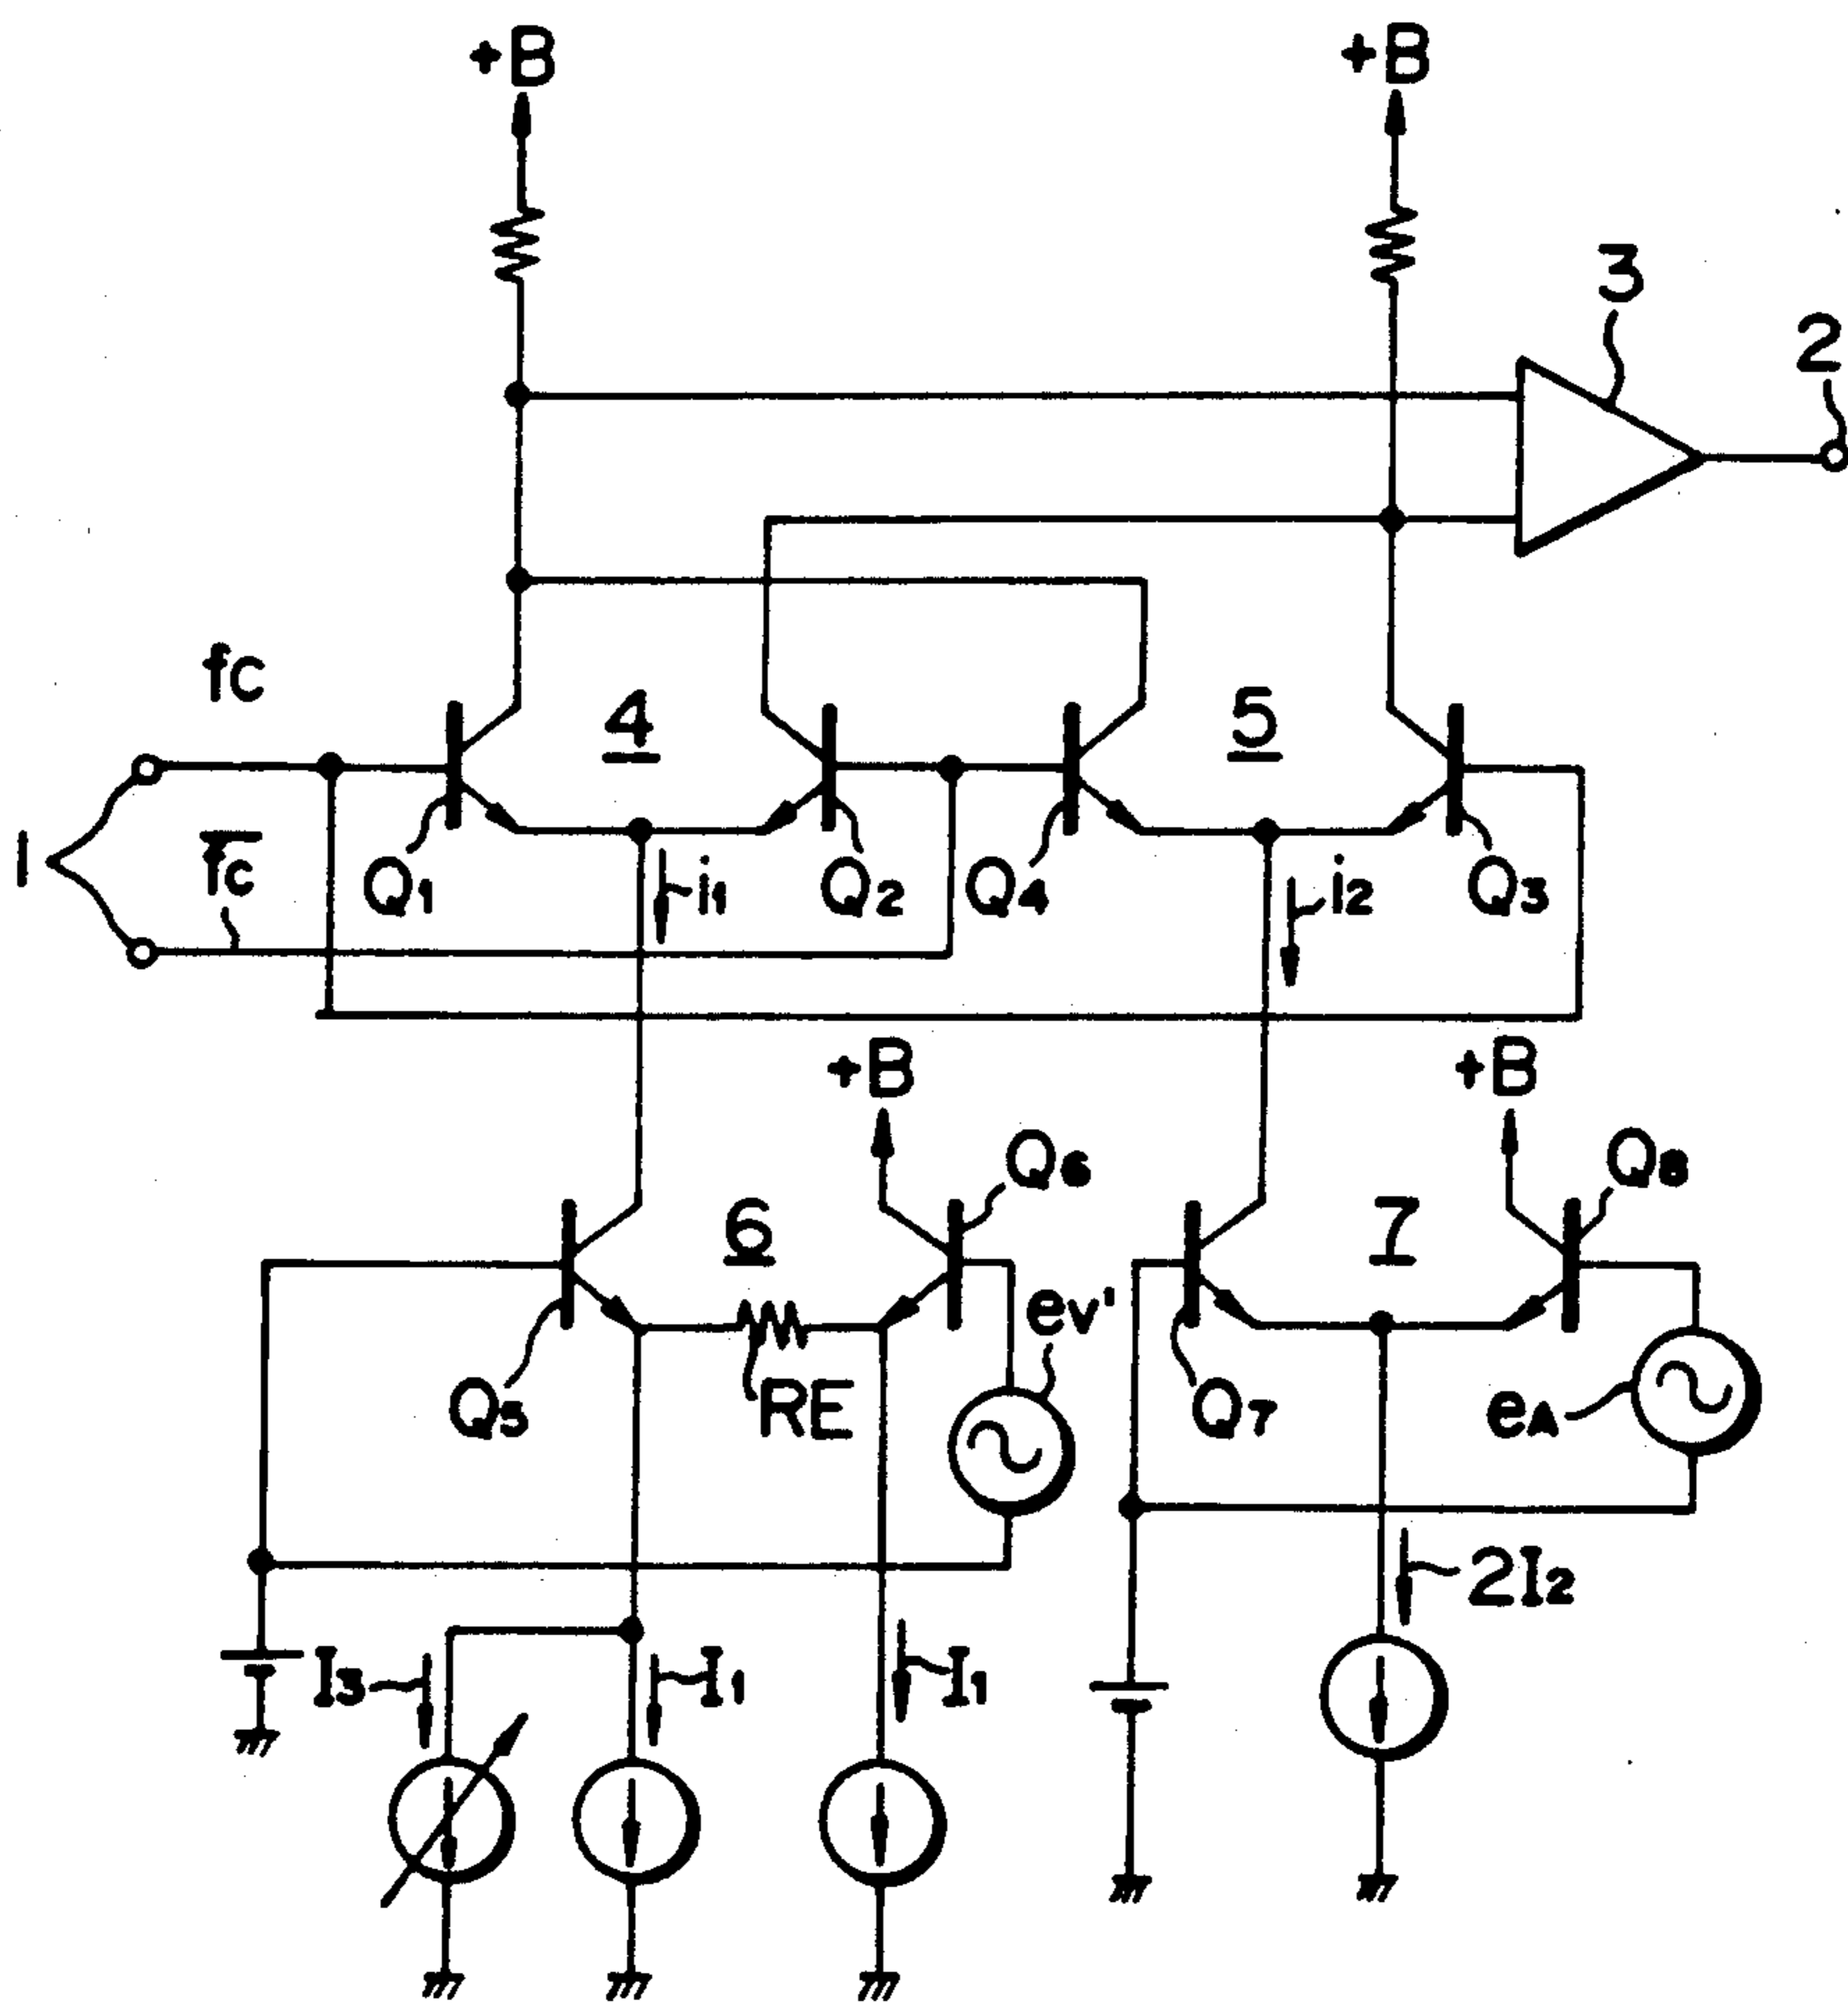 +B
+B
3
2
fc
4
5
1
f̅c̅
Q1
i1
Q2
Q4
i2
Q3
+B
+B
Q6
Q8
6
7
ev'
Q5
RE
Q7
eA
2I2
I3
I1
I1